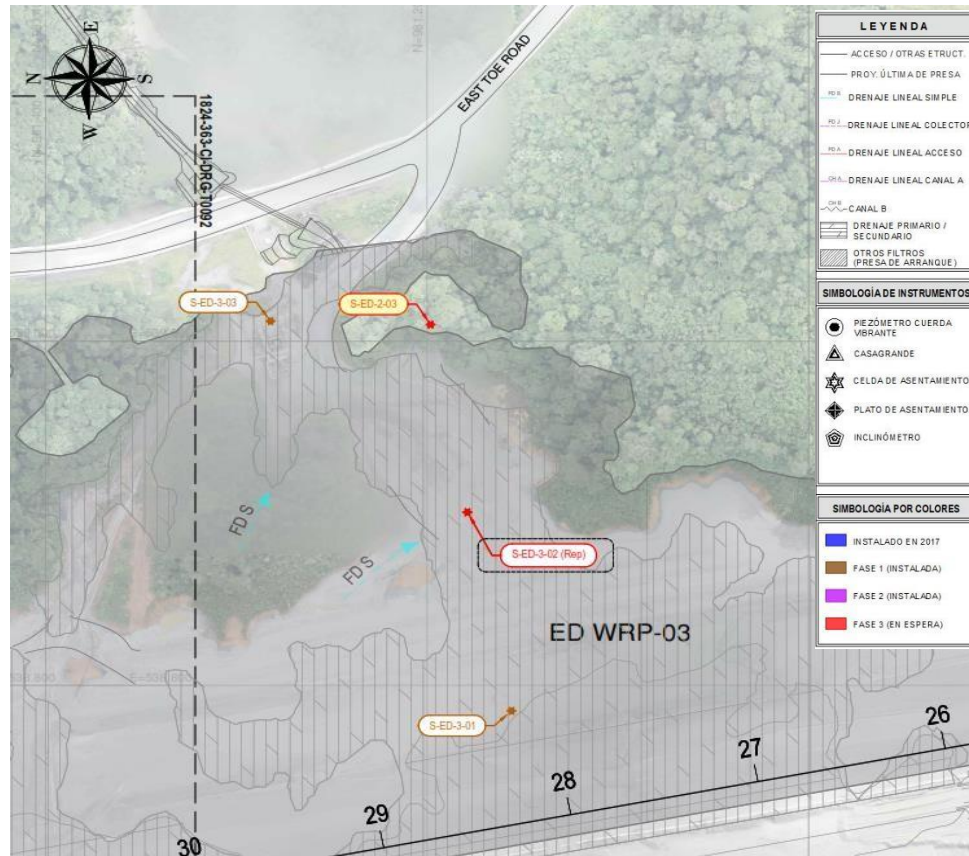 E
N
S
W
1824-363-CI-DRG-T0092
EAST TOE ROAD
S-ED-3-03
S-ED-2-03
FD S
FD S
S-ED-3-02 (Rep)
ED WRP-03
S-ED-3-01
30
29
28
27
26
LEYENDA
ACCESO / OTRAS ETRUCT.
PROY. ÚLTIMA DE PRESA
DRENAJE LINEAL SIMPLE
DRENAJE LINEAL COLECTOR
DRENAJE LINEAL ACCESO
DRENAJE LINEAL CANAL A
CANAL B
DRENAJE PRIMARIO /
SECUNDARIO
OTROS FILTROS
(PRESA DE ARRANQUE)
SIMBOLOGÍA DE INSTRUMENTOS
PIEZÓMETRO CUERDA
VIBRANTE
CASAGRANDE
CELDA DE ASENTAMIENTO
PLATO DE ASENTAMIENTO
INCLINÓMETRO
SIMBOLOGÍA POR COLORES
INSTALADO EN 2017
FASE 1 (INSTALADA)
FASE 2 (INSTALADA)
FASE 3 (EN ESPERA)